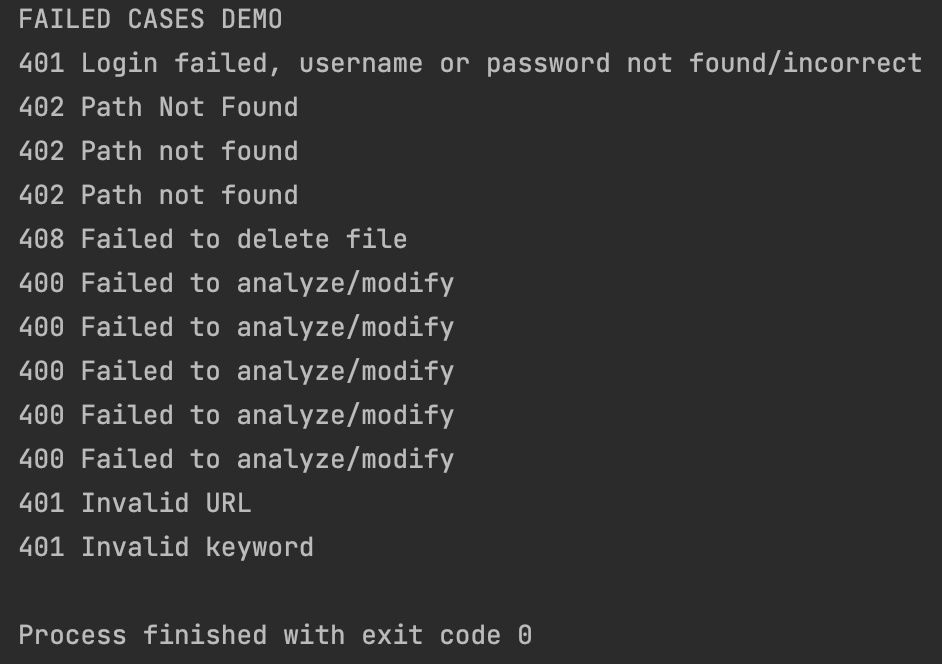 FAILED CASES DEMO
401 Login failed, username or password not found/incorrect
402 Path Not Found
402 Path not found
402 Path not found
408 Failed to delete file
400 Failed to analyze/modify
400 Failed to analyze/modify
400 Failed to analyze/modify
400 Failed to analyze/modify
400 Failed to analyze/modify
401 Invalid URL
401 Invalid keyword
Process finished with exit code 0